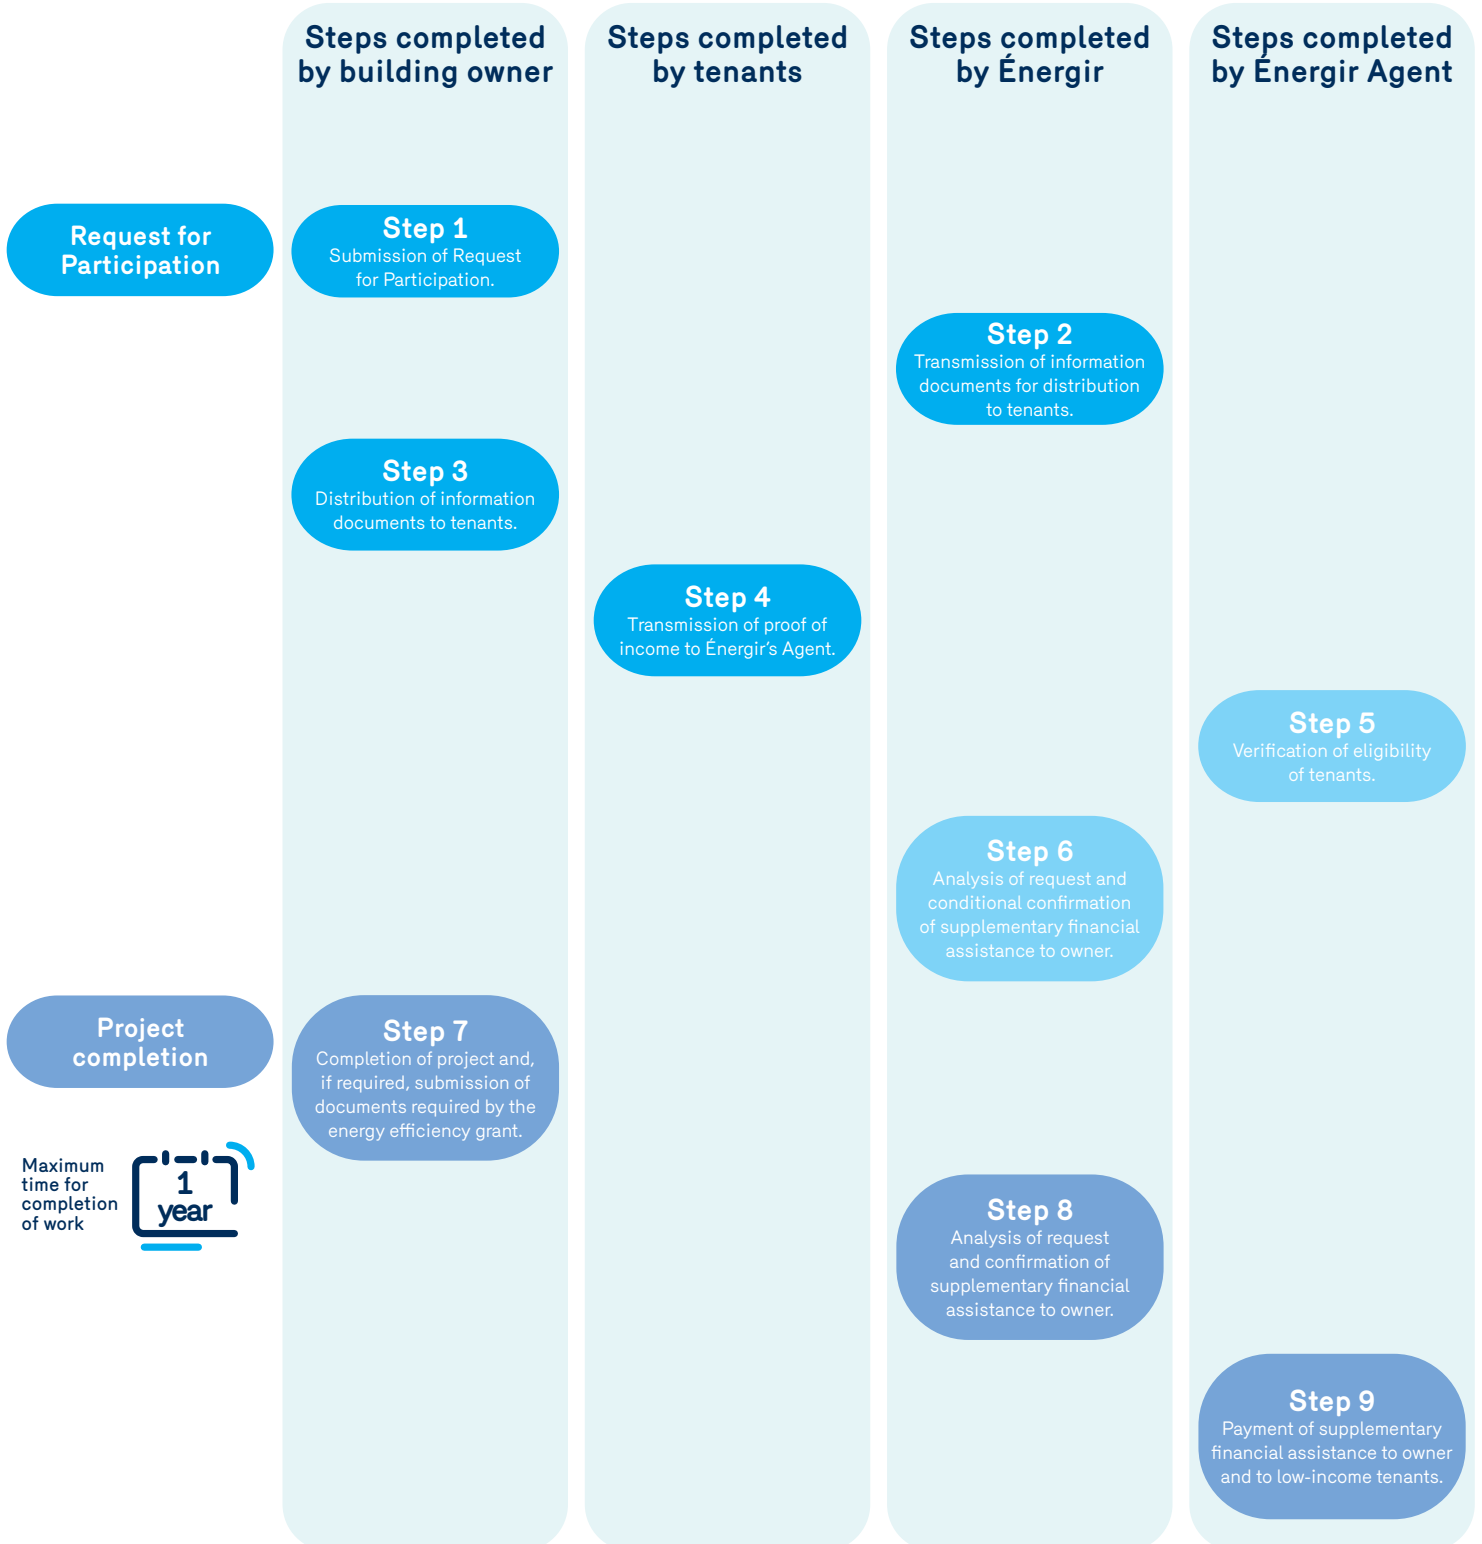 Steps completed
by building owner
Steps completed
by tenants
Steps completed
by Énergir
Steps completed
by Énergir Agent
Request for
Participation
Step 1
Submission of Request
for Participation.
Step 2
Transmission of information
documents for distribution
to tenants.
Step 3
Distribution of information
documents to tenants.
Step 4
Transmission of proof of
income to Énergir’s Agent.
Step 5
Verification of eligibility
of tenants.
Step 6
Analysis of request and
conditional confirmation
of supplementary financial
assistance to owner.
Project
completion
Step 7
Completion of project and,
if required, submission of
documents required by the
energy efficiency grant.
Maximum
time for
completion
of work
1
year
Step 8
Analysis of request
and confirmation of
supplementary financial
assistance to owner.
Step 9
Payment of supplementary
financial assistance to owner
and to low-income tenants.